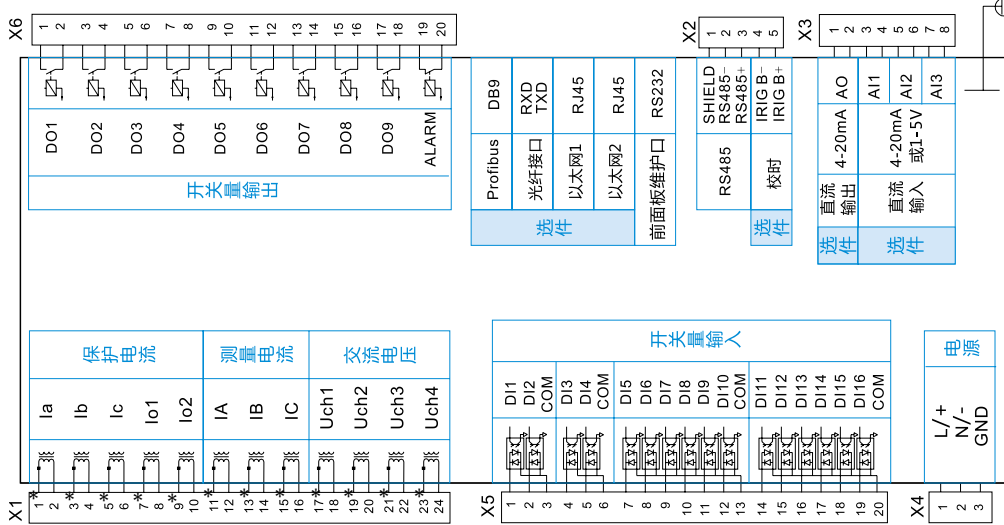 X6
1
2
3
4
5
6
7
8
9
10
11
12
13
14
15
16
17
18
19
20
DO1
DO2
DO3
DO4
DO5
DO6
DO7
DO8
DO9
ALARM
开关量输出
Profibus DB9
光纤接口 RXD
TXD
以太网1 RJ45
以太网2 RJ45
选件
前面板维护口 RS232
X2
1
2
3
4
5
SHIELD
RS485-
RS485+
IRIG B-
IRIG B+
RS485
校时
选件
X3
1
2
3
4
5
6
7
8
AO
AI1
AI2
AI3
4-20mA
4-20mA
或1-5V
直流
输出
直流
输入
选件
选件
保护电流
测量电流
交流电压
Ia
Ib
Ic
Io1
Io2
IA
IB
IC
Uch1
Uch2
Uch3
Uch4
X1
1*
2
3*
4
5*
6
7*
8
9*
10
11*
12
13*
14
15*
16
17*
18
19*
20
21*
22
23*
24
开关量输入
DI1
DI2
COM
DI3
DI4
COM
DI5
DI6
DI7
DI8
DI9
DI10
COM
DI11
DI12
DI13
DI14
DI15
DI16
COM
X5
1
2
3
4
5
6
7
8
9
10
11
12
13
14
15
16
17
18
19
20
电源
L/+
N/-
GND
X4
1
2
3